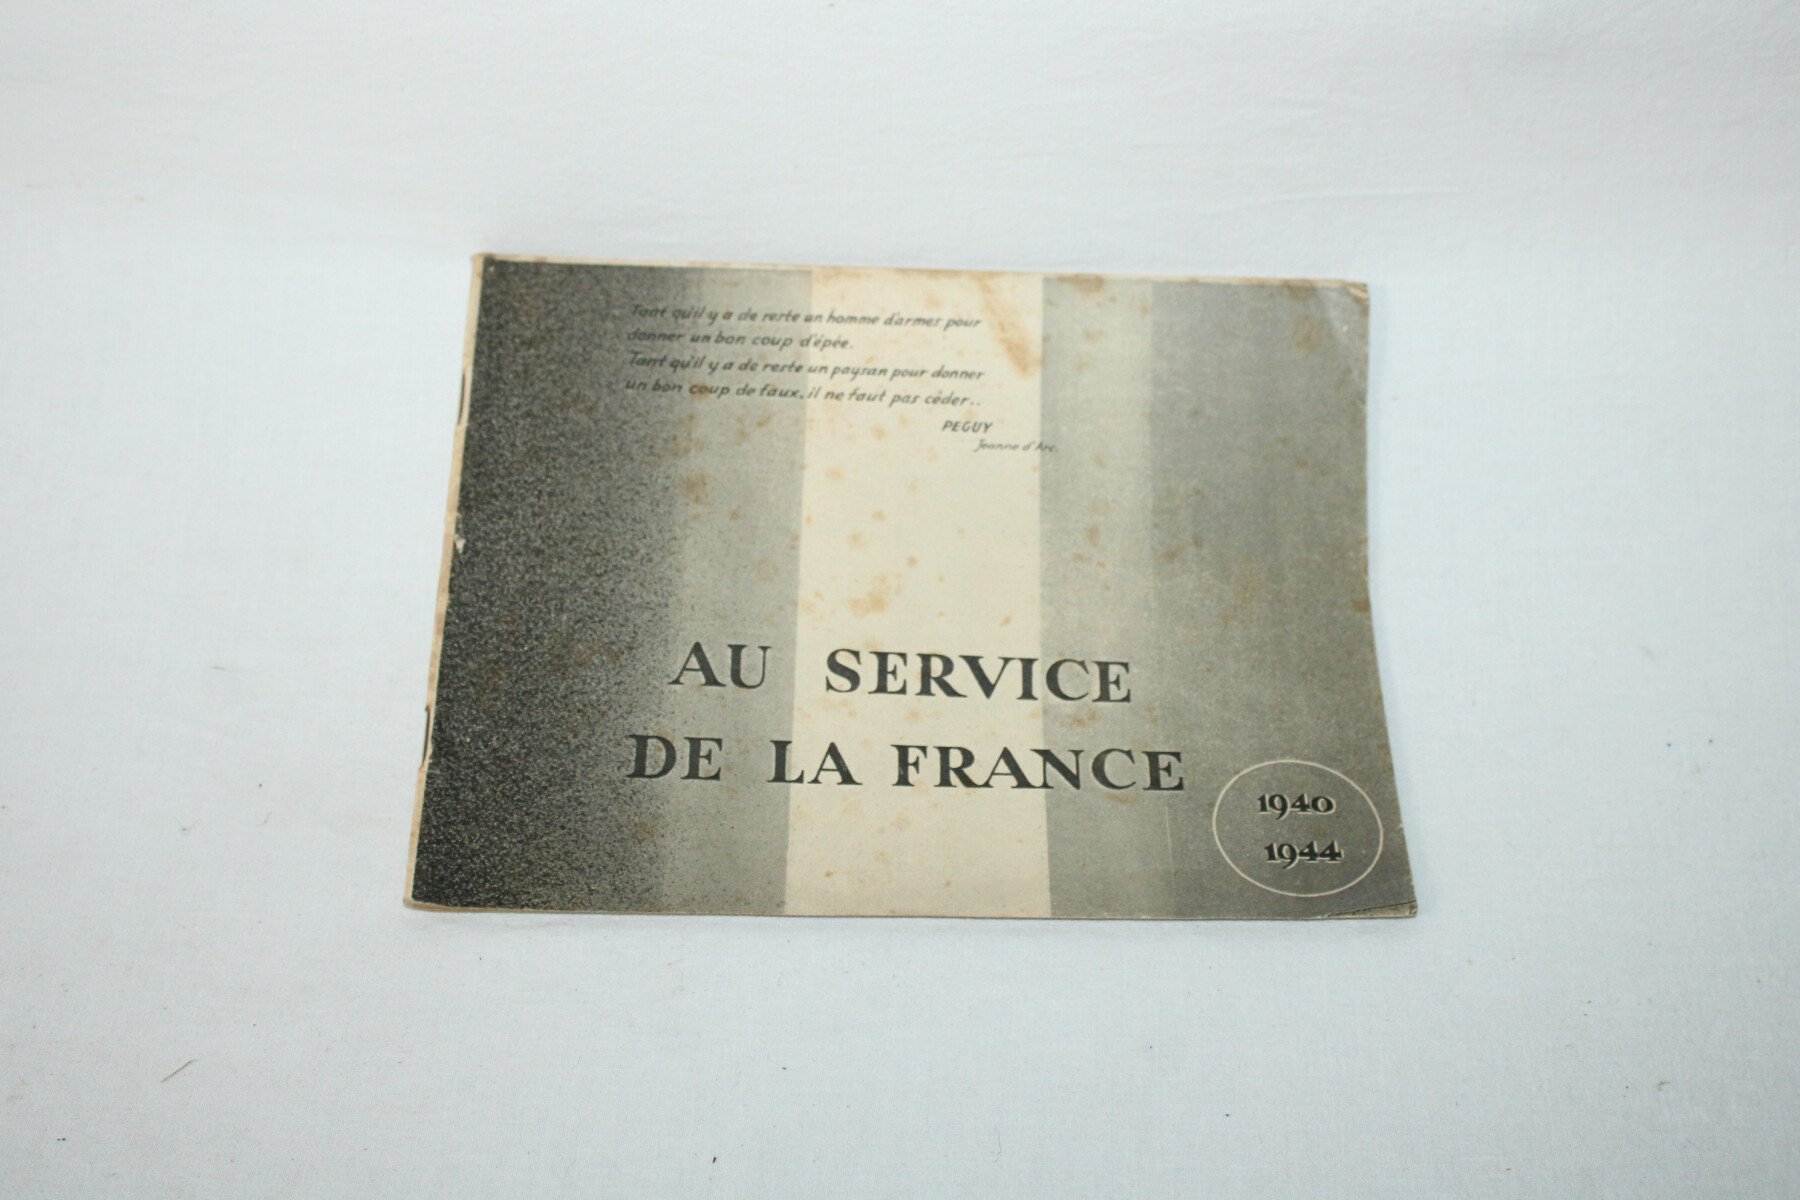 Tant qu'il y a de reste un homme d'armes pour
donner un bon coup d'épée.
Tant qu'il y a de reste un paysan pour donner
un bon coup de faux, il ne faut pas céder..
PEGUY
Jeanne d'Arc.
AU SERVICE
DE LA FRANCE
1940
1944